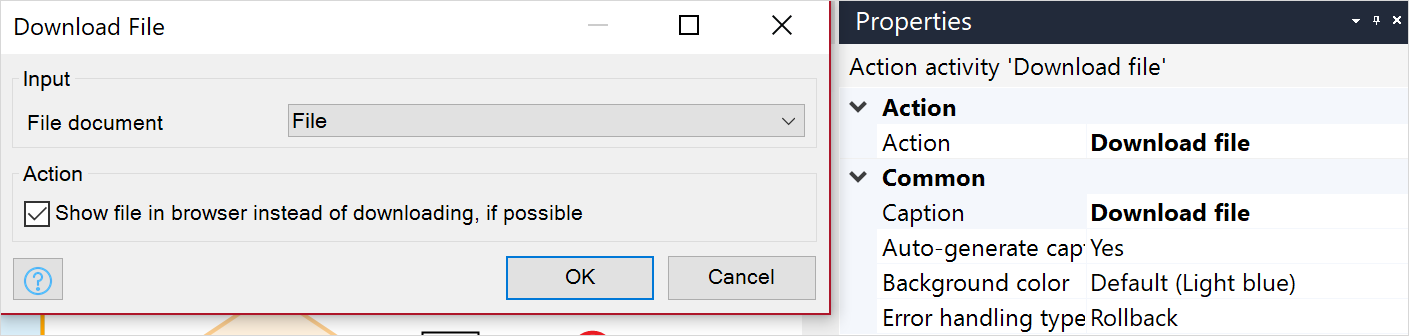 Download File
Input
File document
File
Action
Show file in browser instead of downloading, if possible
?
OK
Cancel
Properties
Action activity 'Download file'
Action
Action Download file
Common
Caption Download file
Auto-generate cap Yes
Background color Default (Light blue)
Error handling type Rollback